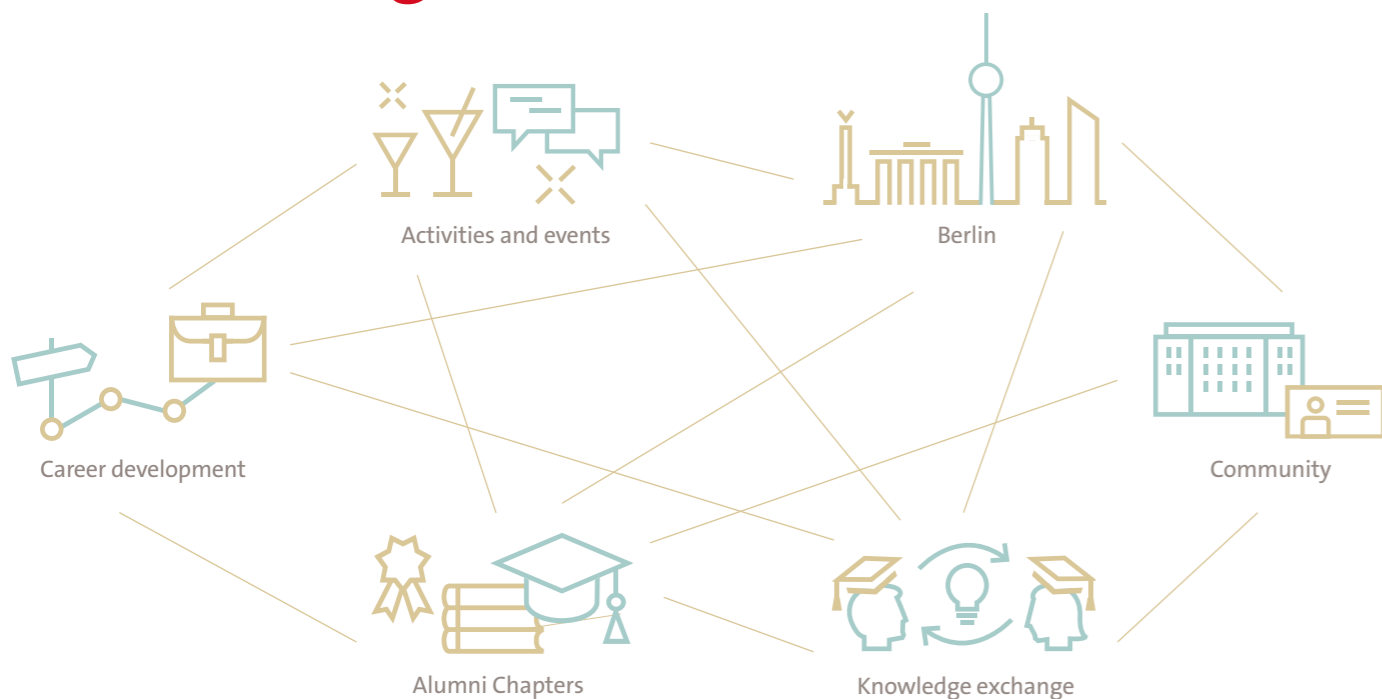 Activities and events
Berlin
Career development
Community
Alumni Chapters
Knowledge exchange